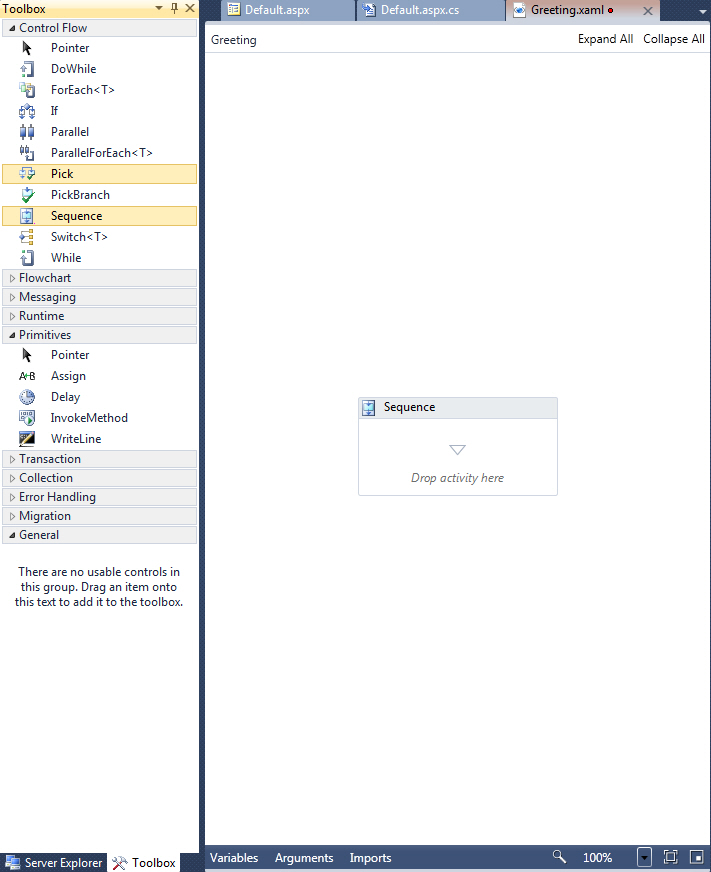 Toolbox
Control Flow
Pointer
DoWhile
ForEach<T>
If
Parallel
ParallelForEach<T>
Pick
PickBranch
Sequence
Switch<T>
While
Flowchart
Messaging
Runtime
Primitives
Pointer
A+B Assign
Delay
InvokeMethod
WriteLine
Transaction
Collection
Error Handling
Migration
General
There are no usable controls in
this group. Drag an item onto
this text to add it to the toolbox.
Server Explorer Toolbox
Default.aspx Default.aspx.cs Greeting.xaml
Greeting Expand All Collapse All
Sequence
Drop activity here
Variables Arguments Imports 100%